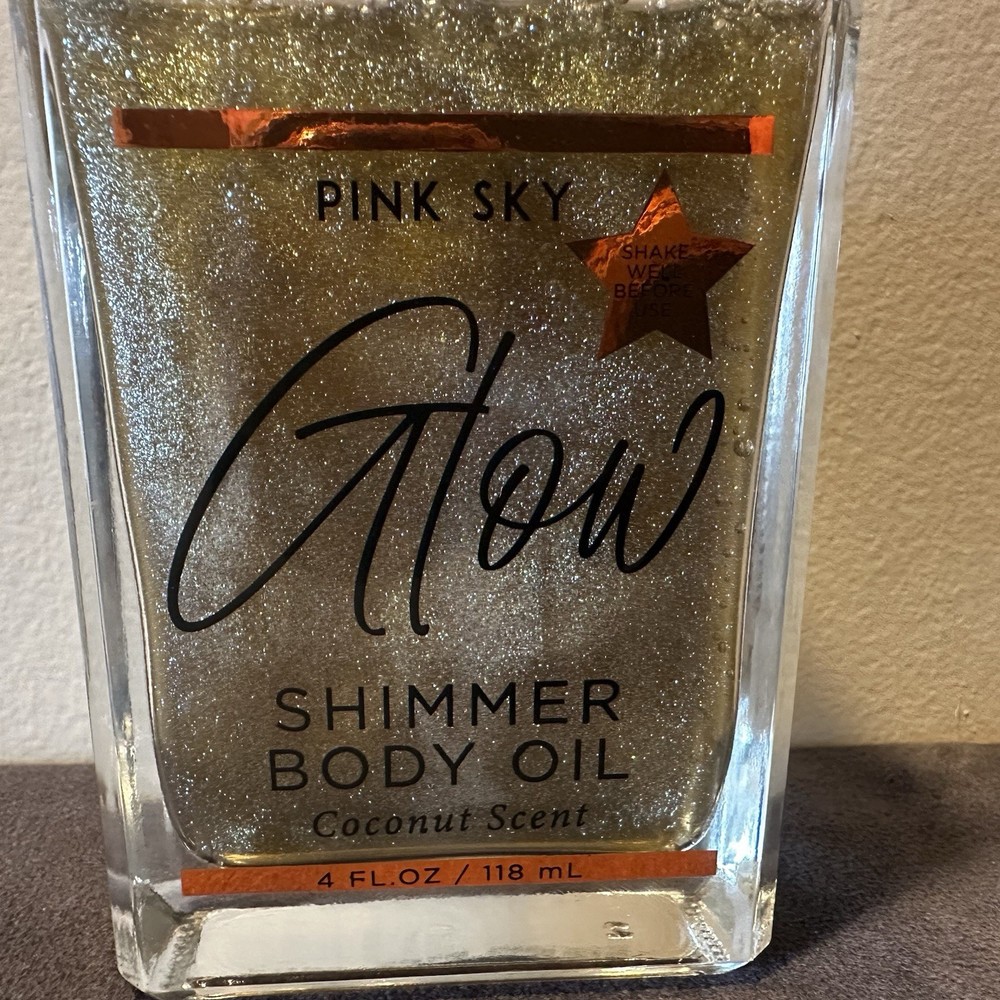 PINK SKY
SHAKE
WELL
BEFORE
USE
Glow
SHIMMER
BODY OIL
Coconut Scent
4 FL.OZ / 118 mL